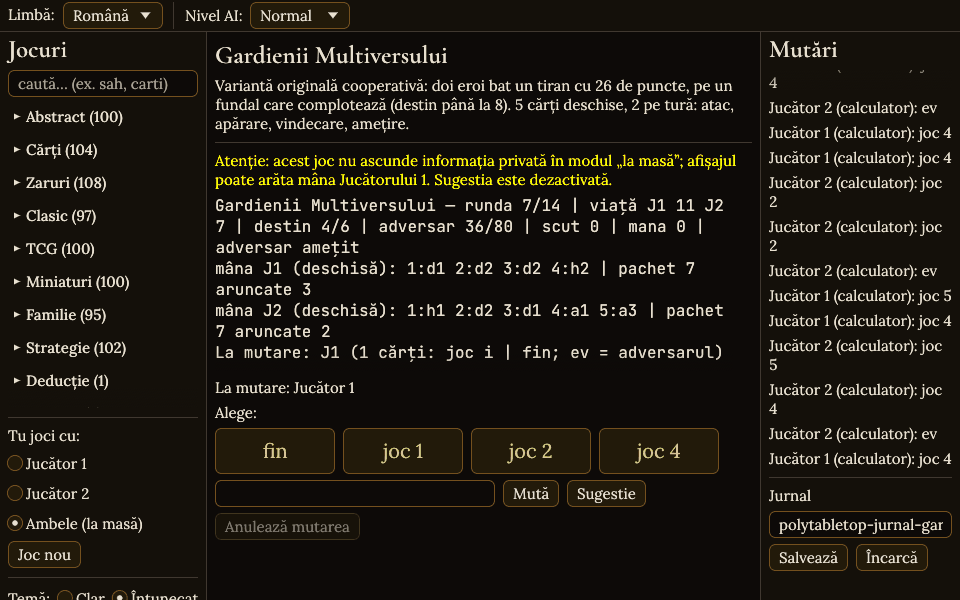 Limbă: Română ▼ Nivel AI: Normal ▼
Jocuri
caută... (ex. sah, carti)
▸ Abstract (100)
▸ Cărți (104)
▸ Zaruri (108)
▸ Clasic (97)
▸ TCG (100)
▸ Miniaturi (100)
▸ Familie (95)
▸ Strategie (102)
▸ Deducție (1)
Tu joci cu:
Jucător 1
Jucător 2
Ambele (la masă)
Joc nou
Temă: Clar Întunecat
Gardienii Multiversului
Variantă originală cooperativă: doi eroi bat un tiran cu 26 de puncte, pe un
fundal care complotează (destin până la 8). 5 cărți deschise, 2 pe tură: atac,
apărare, vindecare, amețire.
Atenție: acest joc nu ascunde informația privată în modul „la masă”; afișajul
poate arăta mâna Jucătorului 1. Sugestia este dezactivată.
Gardienii Multiversului — runda 7/14 | viață J1 11 J2
7 | destin 4/6 | adversar 36/80 | scut 0 | mana 0 |
adversar amețit
mâna J1 (deschisă): 1:d1 2:d2 3:d2 4:h2 | pachet 7
aruncate 3
mâna J2 (deschisă): 1:h1 2:d2 3:d1 4:a1 5:a3 | pachet
7 aruncate 2
La mutare: J1 (1 cărți: joc i | fin; ev = adversarul)
La mutare: Jucător 1
Alege:
fin joc 1 joc 2 joc 4
Mută Sugestie
Anulează mutarea
Mutări
4
Jucător 2 (calculator): ev
Jucător 1 (calculator): joc 4
Jucător 1 (calculator): joc 4
Jucător 2 (calculator): joc
2
Jucător 2 (calculator): joc
2
Jucător 2 (calculator): ev
Jucător 1 (calculator): joc 5
Jucător 1 (calculator): joc 4
Jucător 2 (calculator): joc
5
Jucător 2 (calculator): joc
4
Jucător 2 (calculator): ev
Jucător 1 (calculator): joc 4
Jurnal
polytabletop-jurnal-gar
Salvează Încarcă